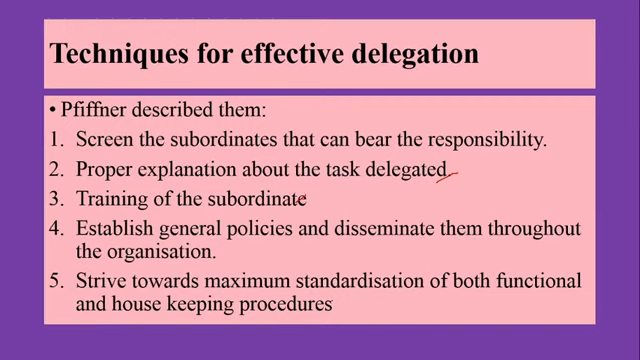 Techniques for effective delegation
• Pfiffner described them:
1. Screen the subordinates that can bear the responsibility.
2. Proper explanation about the task delegated.
3. Training of the subordinate
4. Establish general policies and disseminate them throughout
the organisation.
5. Strive towards maximum standardisation of both functional
and house keeping procedures